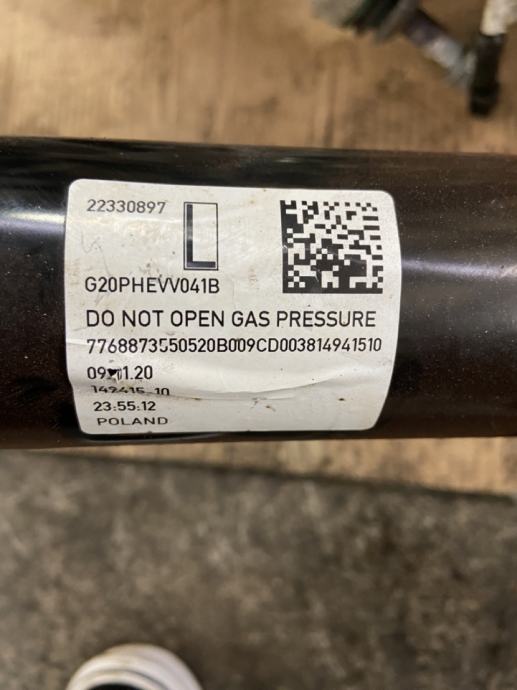 22330897
L
G20PHEVV041B
DO NOT OPEN GAS PRESSURE
7768873550520B009CD003814941510
23:55:12
POLAND